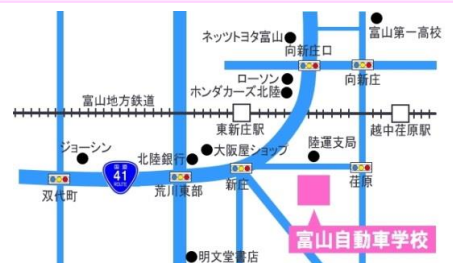 富山第一高校
ネッツトヨタ富山
向新庄口
向新庄
ローソン
ホンダカーズ北陸
富山地方鉄道
東新庄駅
越中荏原駅
ジョーシン
北陸銀行
大阪屋ショップ
陸運支局
国道
41
ROUTE
双代町
荒川東部
新庄
荏原
富山自動車学校
明文堂書店